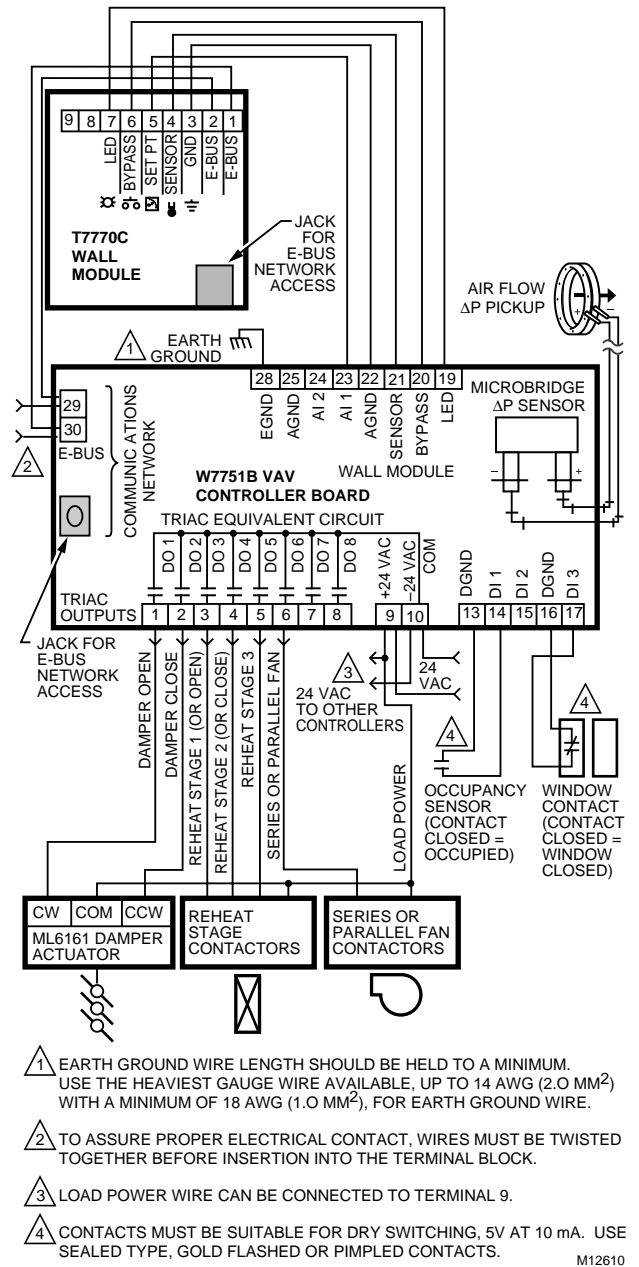 9 8 7 6 5 4 3 2 1
LED
BYPASS
SET PT
SENSOR
GND
E-BUS
E-BUS
T7770C
WALL
MODULE
JACK
FOR
E-BUS
NETWORK
ACCESS
AIR FLOW
ΔP PICKUP
+
–
1
EARTH
GROUND
28 25 24 23 22 21 20 19
EGND
AGND
AI 2
AI 1
AGND
SENSOR
BYPASS
LED
WALL MODULE
MICROBRIDGE
ΔP SENSOR
–
+
29
30
E-BUS
2
COMMUNIC ATIONS
NETWORK
W7751B VAV
CONTROLLER BOARD
TRIAC EQUIVALENT CIRCUIT
DO 1
DO 2
DO 3
DO 4
DO 5
DO 6
DO 7
DO 8
+24 VAC
–24 VAC
COM
DGND
DI 1
DI 2
DGND
DI 3
TRIAC
OUTPUTS
1 2 3 4 5 6 7 8
9 10
13 14 15 16 17
JACK FOR
E-BUS
NETWORK
ACCESS
DAMPER OPEN
DAMPER CLOSE
REHEAT STAGE 1 (OR OPEN)
REHEAT STAGE 2 (OR CLOSE)
REHEAT STAGE 3
SERIES OR PARALLEL FAN
3
24 VAC
TO OTHER
CONTROLLERS
24
VAC
LOAD POWER
4
OCCUPANCY
SENSOR
(CONTACT
CLOSED =
OCCUPIED)
4
WINDOW
CONTACT
(CONTACT
CLOSED =
WINDOW
CLOSED)
CW COM CCW
ML6161 DAMPER
ACTUATOR
REHEAT
STAGE
CONTACTORS
SERIES OR
PARALLEL FAN
CONTACTORS
1 EARTH GROUND WIRE LENGTH SHOULD BE HELD TO A MINIMUM.
USE THE HEAVIEST GAUGE WIRE AVAILABLE, UP TO 14 AWG (2.O MM2)
WITH A MINIMUM OF 18 AWG (1.O MM2), FOR EARTH GROUND WIRE.
2 TO ASSURE PROPER ELECTRICAL CONTACT, WIRES MUST BE TWISTED
TOGETHER BEFORE INSERTION INTO THE TERMINAL BLOCK.
3 LOAD POWER WIRE CAN BE CONNECTED TO TERMINAL 9.
4 CONTACTS MUST BE SUITABLE FOR DRY SWITCHING, 5V AT 10 mA. USE
SEALED TYPE, GOLD FLASHED OR PIMPLED CONTACTS.
M12610